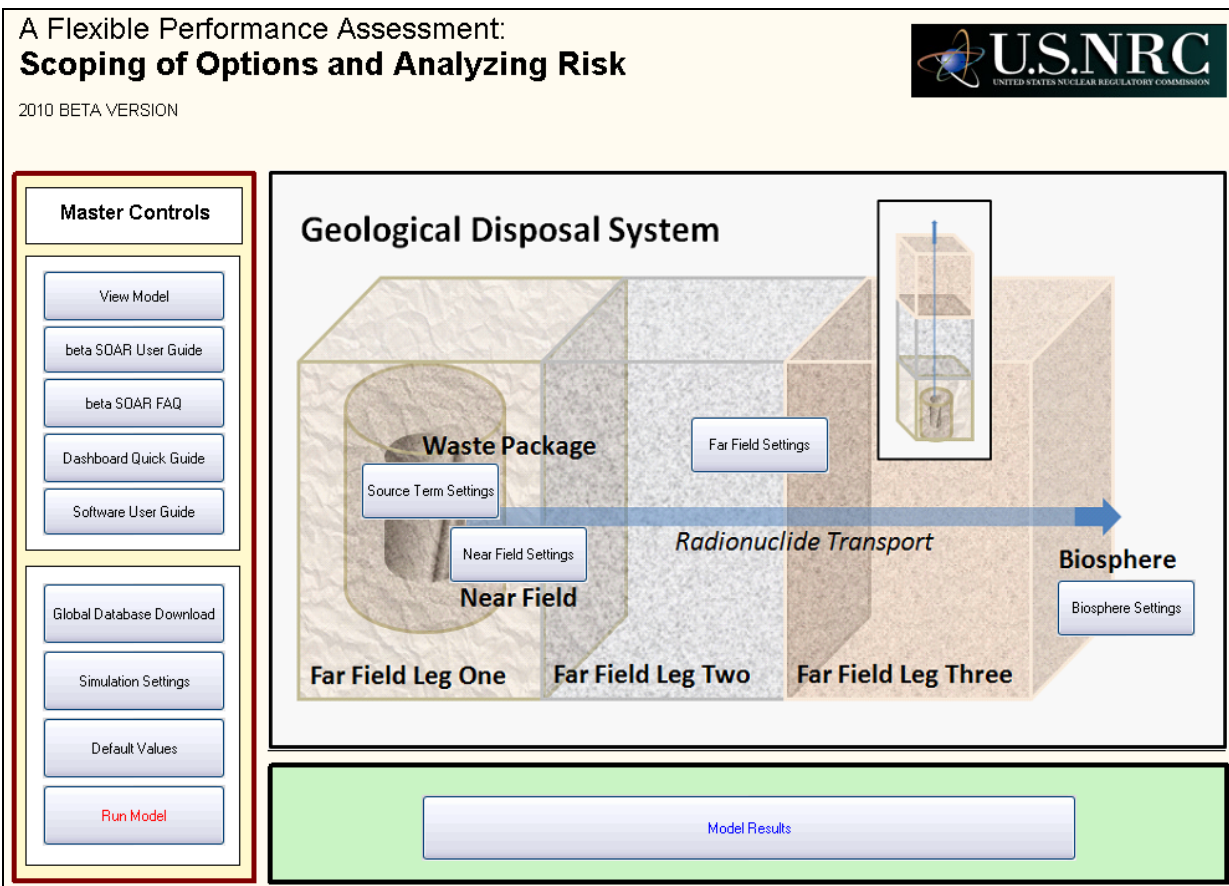 A Flexible Performance Assessment:
Scoping of Options and Analyzing Risk
2010 BETA VERSION
U.S.NRC
UNITED STATES NUCLEAR REGULATORY COMMISSION
Master Controls
View Model
beta SOAR User Guide
beta SOAR FAQ
Dashboard Quick Guide
Software User Guide
Global Database Download
Simulation Settings
Default Values
Run Model
Geological Disposal System
Waste Package
Far Field Settings
Source Term Settings
Radionuclide Transport
Near Field Settings
Near Field
Biosphere
Biosphere Settings
Far Field Leg One
Far Field Leg Two
Far Field Leg Three
Model Results